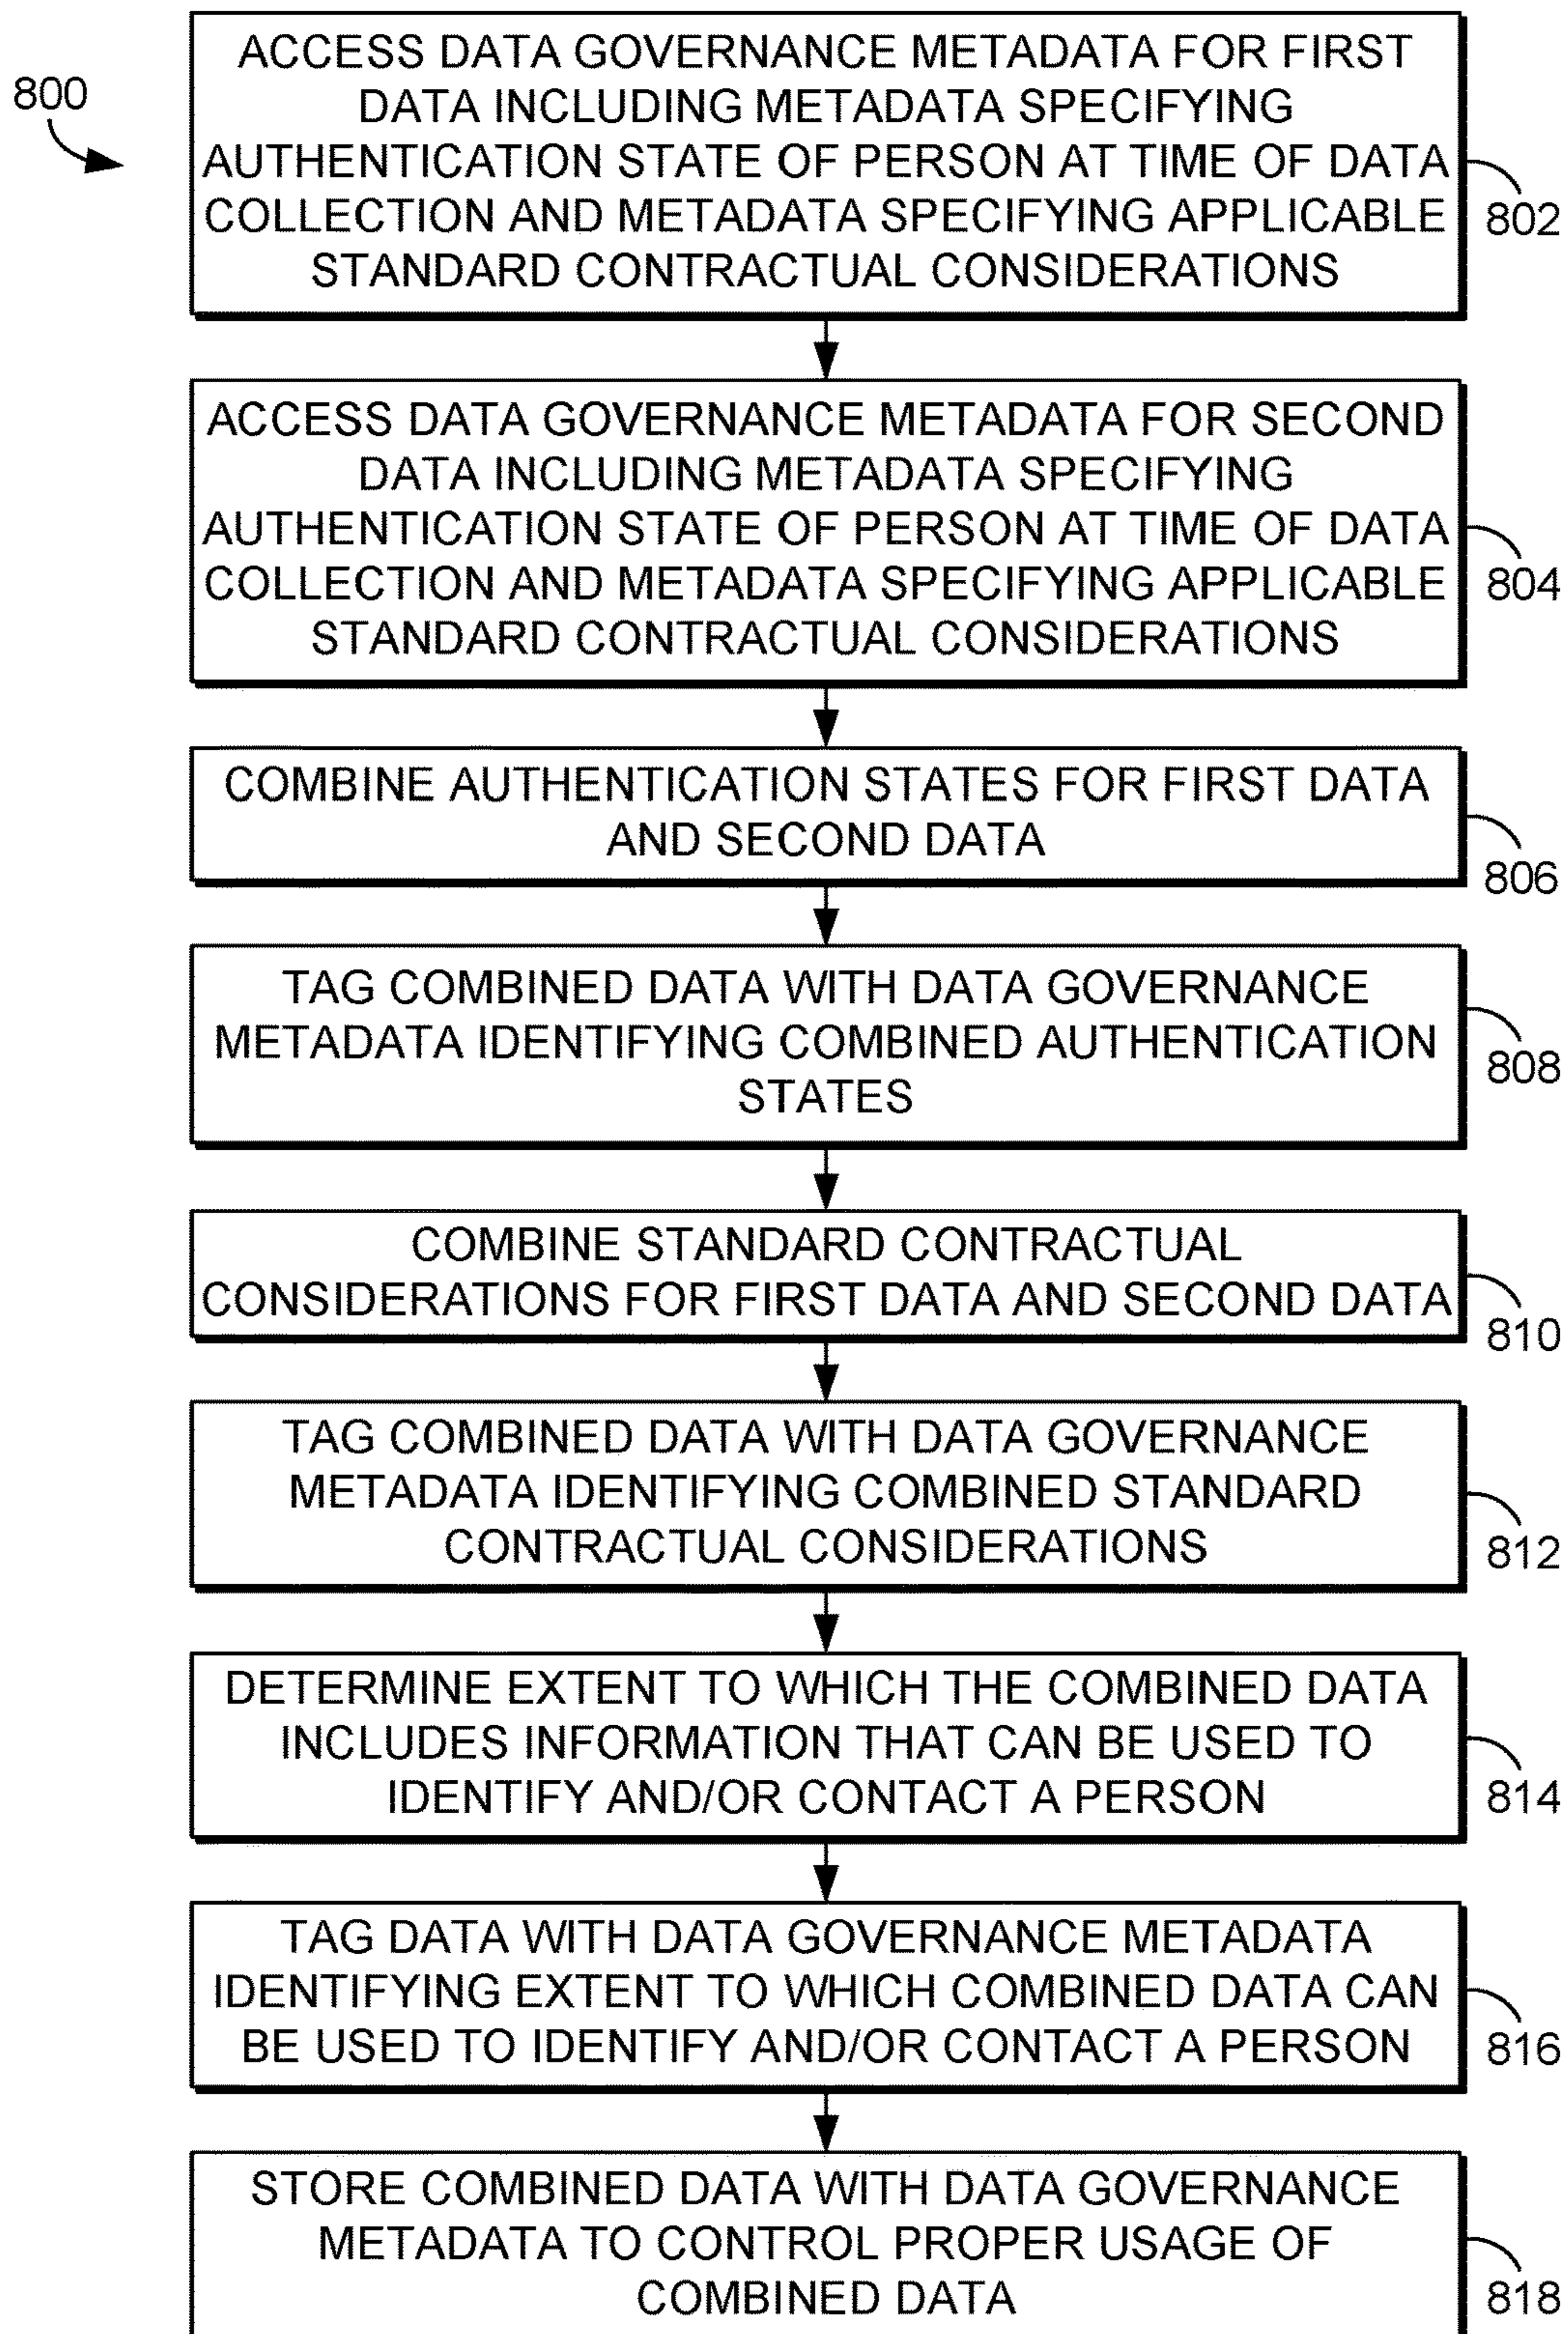 800
ACCESS DATA GOVERNANCE METADATA FOR FIRST
DATA INCLUDING METADATA SPECIFYING
AUTHENTICATION STATE OF PERSON AT TIME OF DATA
COLLECTION AND METADATA SPECIFYING APPLICABLE
STANDARD CONTRACTUAL CONSIDERATIONS
802
ACCESS DATA GOVERNANCE METADATA FOR SECOND
DATA INCLUDING METADATA SPECIFYING
AUTHENTICATION STATE OF PERSON AT TIME OF DATA
COLLECTION AND METADATA SPECIFYING APPLICABLE
STANDARD CONTRACTUAL CONSIDERATIONS
804
COMBINE AUTHENTICATION STATES FOR FIRST DATA
AND SECOND DATA
806
TAG COMBINED DATA WITH DATA GOVERNANCE
METADATA IDENTIFYING COMBINED AUTHENTICATION
STATES
808
COMBINE STANDARD CONTRACTUAL
CONSIDERATIONS FOR FIRST DATA AND SECOND DATA
810
TAG COMBINED DATA WITH DATA GOVERNANCE
METADATA IDENTIFYING COMBINED STANDARD
CONTRACTUAL CONSIDERATIONS
812
DETERMINE EXTENT TO WHICH THE COMBINED DATA
INCLUDES INFORMATION THAT CAN BE USED TO
IDENTIFY AND/OR CONTACT A PERSON
814
TAG DATA WITH DATA GOVERNANCE METADATA
IDENTIFYING EXTENT TO WHICH COMBINED DATA CAN
BE USED TO IDENTIFY AND/OR CONTACT A PERSON
816
STORE COMBINED DATA WITH DATA GOVERNANCE
METADATA TO CONTROL PROPER USAGE OF
COMBINED DATA
818